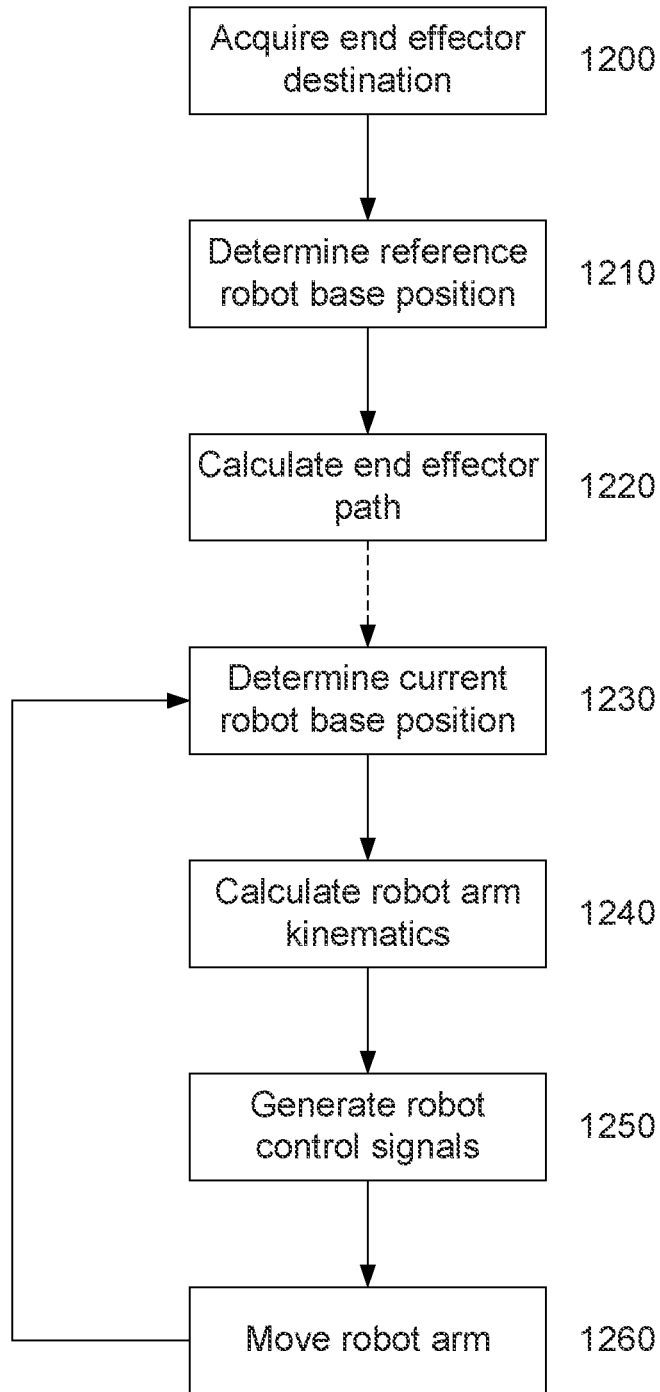 Acquire end effector
destination
1200
Determine reference
robot base position
1210
Calculate end effector
path
1220
Determine current
robot base position
1230
Calculate robot arm
kinematics
1240
Generate robot
control signals
1250
Move robot arm
1260